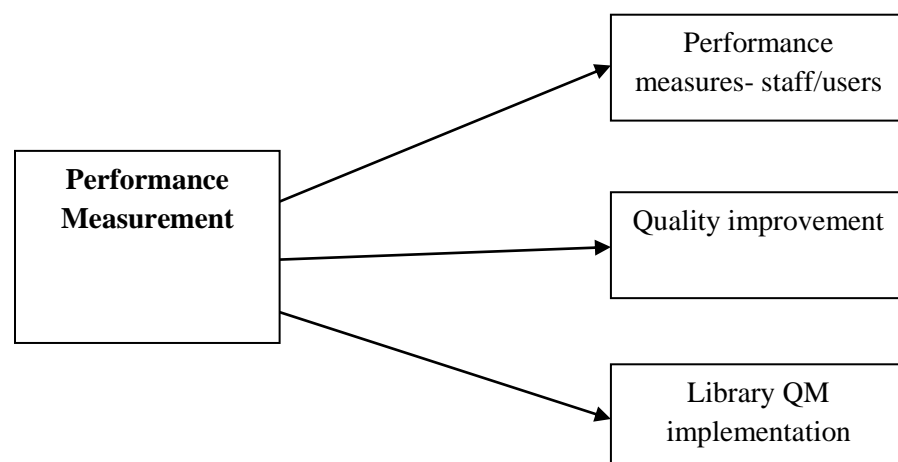 Performance
measures- staff/users
Performance
Measurement
Quality improvement
Library QM
implementation